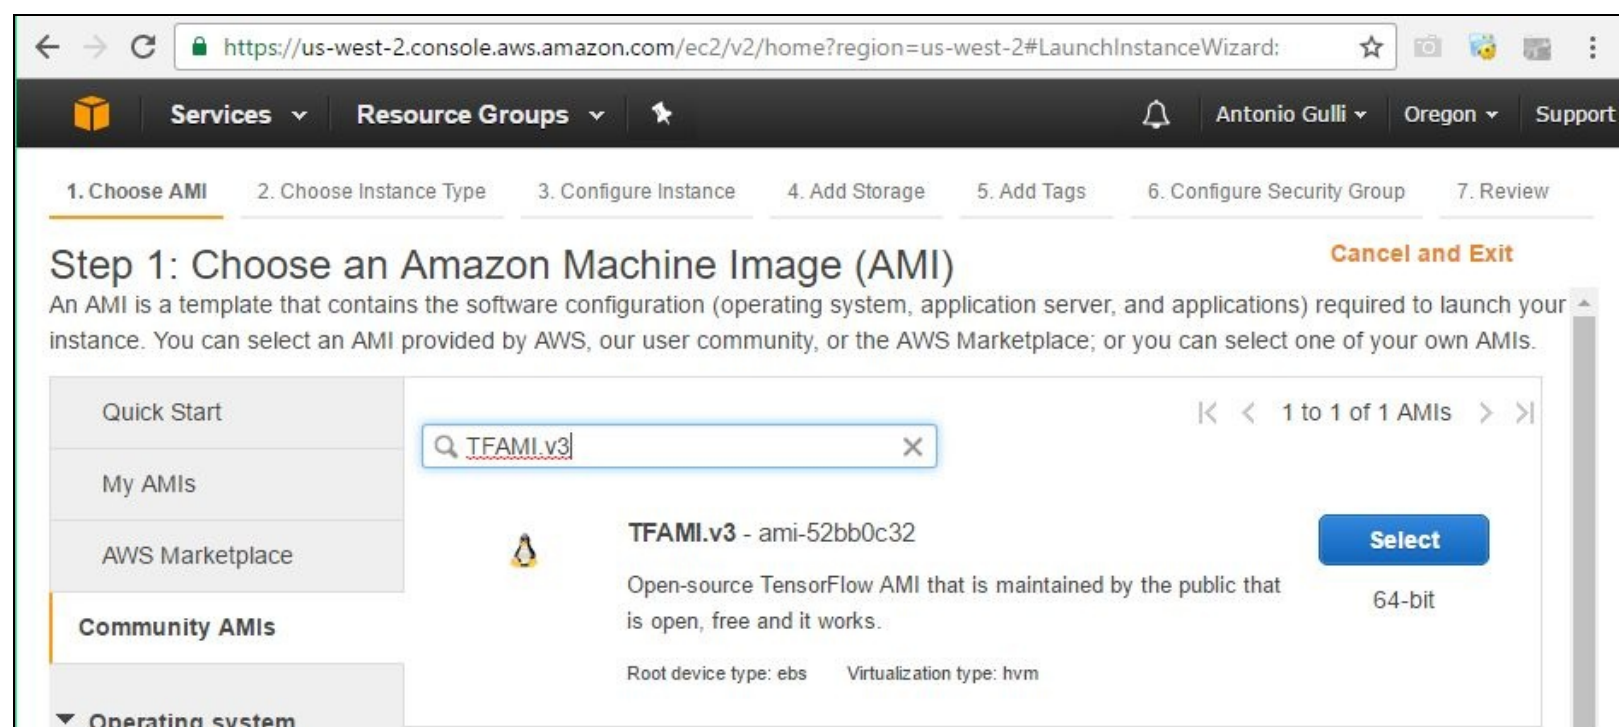 https://us-west-2.console.aws.amazon.com/ec2/v2/home?region=us-west-2#LaunchInstanceWizard:
Services Resource Groups Antonio Gulli Oregon Support
1. Choose AMI 2. Choose Instance Type 3. Configure Instance 4. Add Storage 5. Add Tags 6. Configure Security Group 7. Review
Step 1: Choose an Amazon Machine Image (AMI) Cancel and Exit
An AMI is a template that contains the software configuration (operating system, application server, and applications) required to launch your
instance. You can select an AMI provided by AWS, our user community, or the AWS Marketplace; or you can select one of your own AMIs.
Quick Start
My AMIs
AWS Marketplace
Community AMIs
Operating system
1 to 1 of 1 AMIs
TFAMI.v3
TFAMI.v3 - ami-52bb0c32
Select
Open-source TensorFlow AMI that is maintained by the public that
is open, free and it works.
64-bit
Root device type: ebs Virtualization type: hvm